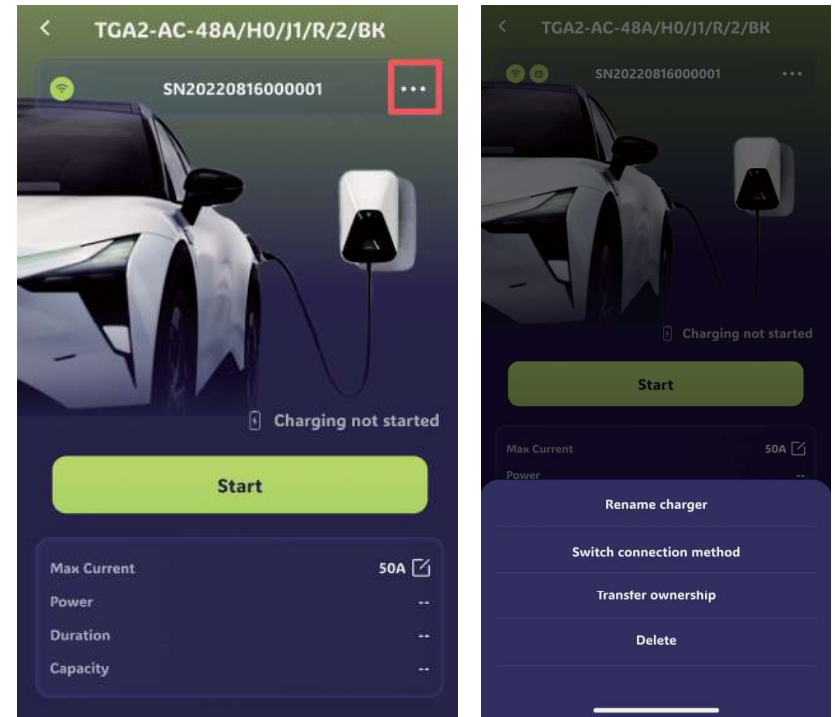 TGA2-AC-48A/H0/J1/R/2/BK
SN20220816000001
Charging not started
Start
Max Current 50A
Power --
Duration --
Capacity --
TGA2-AC-48A/H0/J1/R/2/BK
SN20220816000001
Charging not started
Start
Max Current 50A
Power --
Rename charger
Switch connection method
Transfer ownership
Delete